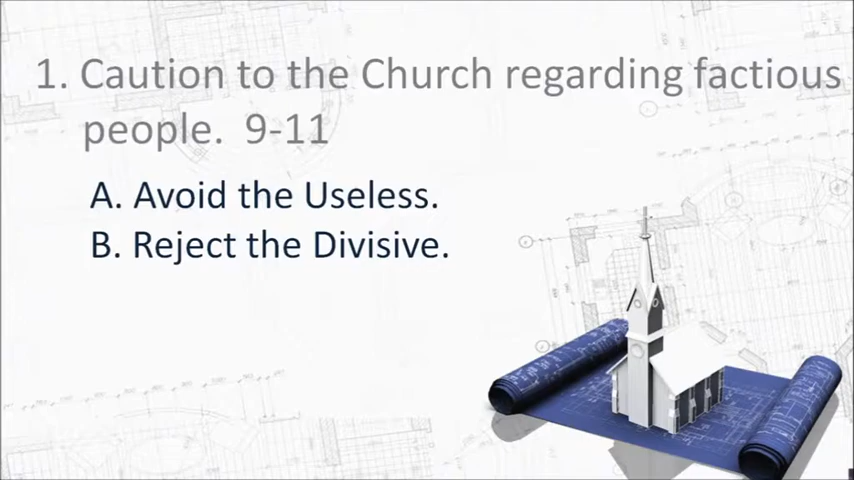 1. Caution to the Church regarding factious
people. 9-11
A. Avoid the Useless.
B. Reject the Divisive.